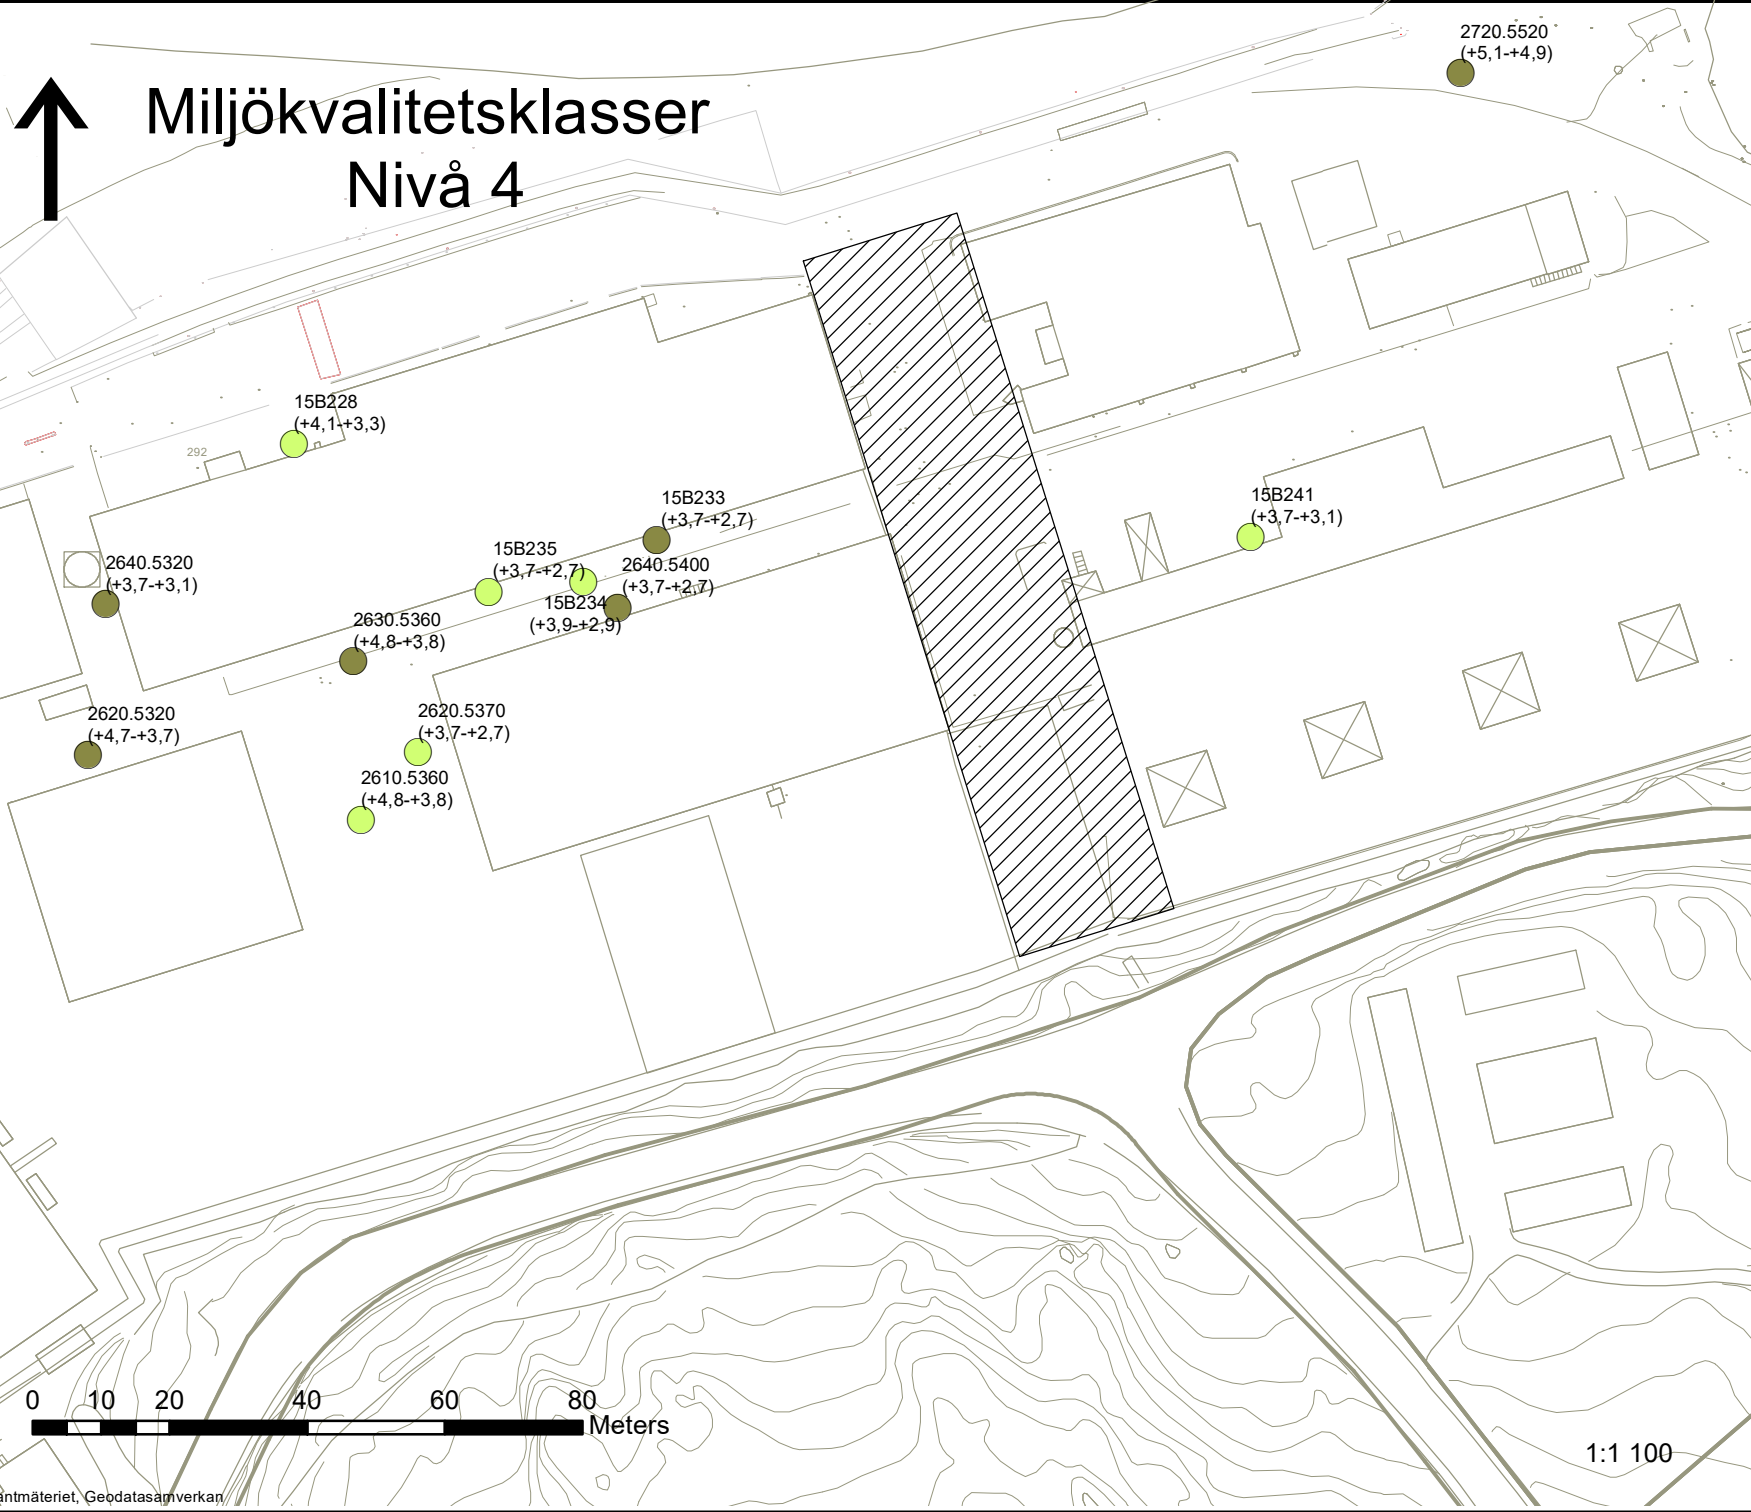 2720.5520
(+5,1-+4,9)
Miljökvalitetsklasser
Nivå 4
15B228
(+4,1-+3,3)
292
15B233
(+3,7-+2,7)
15B241
(+3,7-+3,1)
15B235
(+3,7-+2,7)
2640.5320
(+3,7-+3,1)
2640.5400
(+3,7-+2,7)
15B234
(+3,9-+2,9)
2630.5360
(+4,8-+3,8)
2620.5320
(+4,7-+3,7)
2620.5370
(+3,7-+2,7)
2610.5360
(+4,8-+3,8)
0 10 20 40 60 80
Meters
1:1 100
antmäteriet, Geodatasamverkan